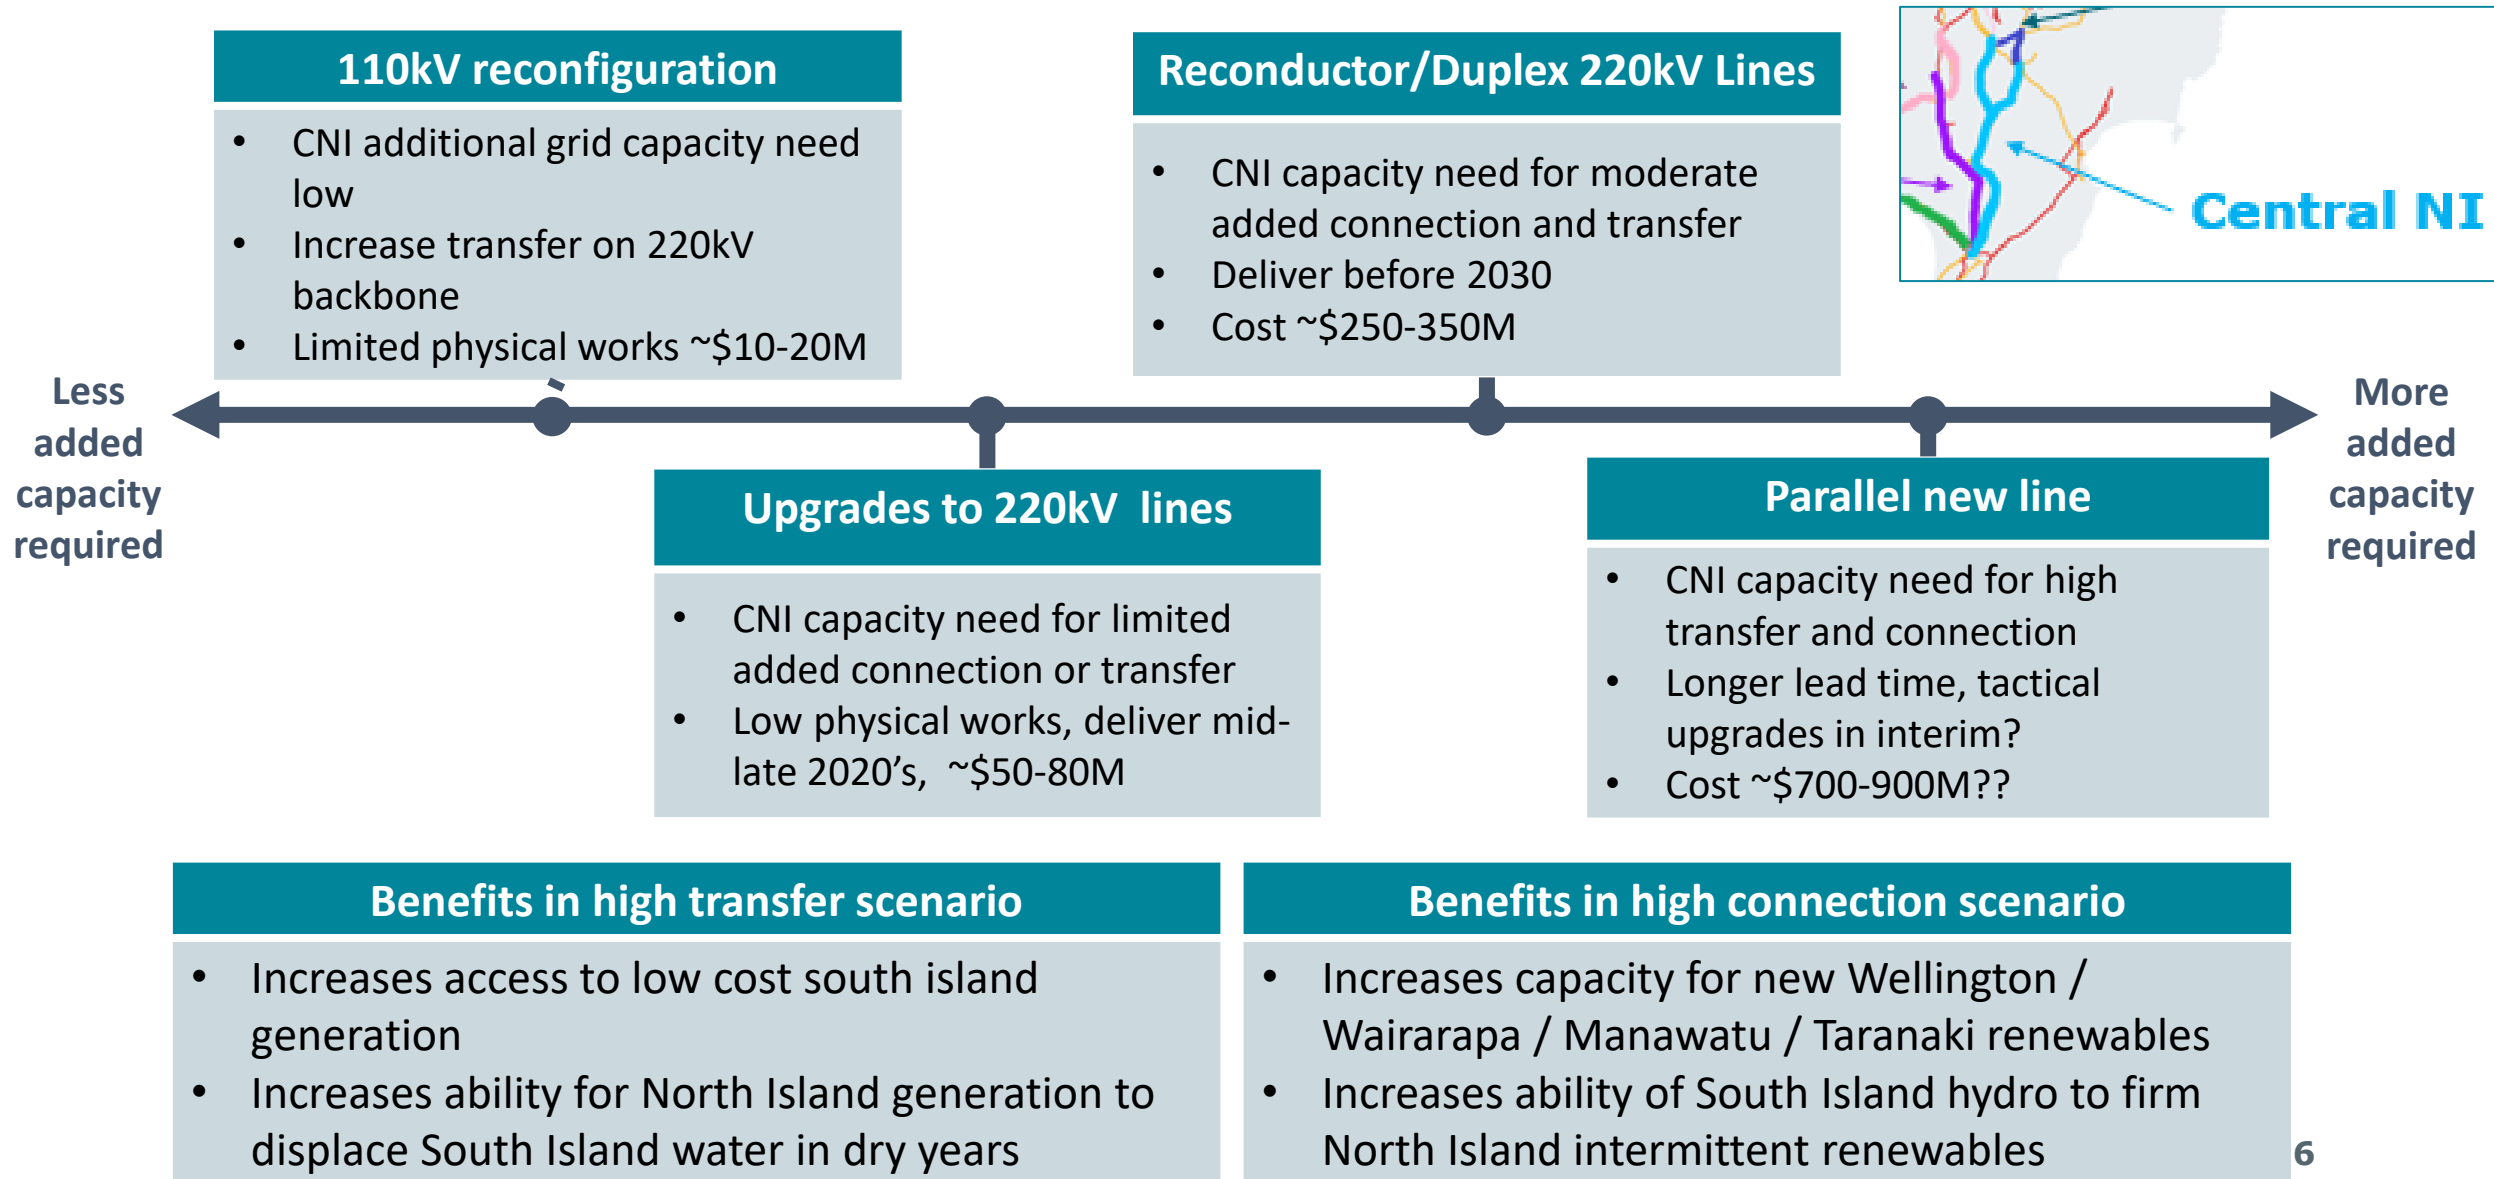 110kV reconfiguration
• CNI additional grid capacity need
low
• Increase transfer on 220kV
backbone
• Limited physical works ~$10-20M
Reconductor/Duplex 220kV Lines
• CNI capacity need for moderate
added connection and transfer
• Deliver before 2030
• Cost ~$250-350M
Central NI
Less
added
capacity
required
More
added
capacity
required
Upgrades to 220kV  lines
• CNI capacity need for limited
added connection or transfer
• Low physical works, deliver mid-
late 2020’s,  ~$50-80M
Parallel new line
• CNI capacity need for high
transfer and connection
• Longer lead time, tactical
upgrades in interim?
• Cost ~$700-900M??
Benefits in high transfer scenario
• Increases access to low cost south island
generation
• Increases ability for North Island generation to
displace South Island water in dry years
Benefits in high connection scenario
• Increases capacity for new Wellington /
Wairarapa / Manawatu / Taranaki renewables
• Increases ability of South Island hydro to firm
North Island intermittent renewables
6